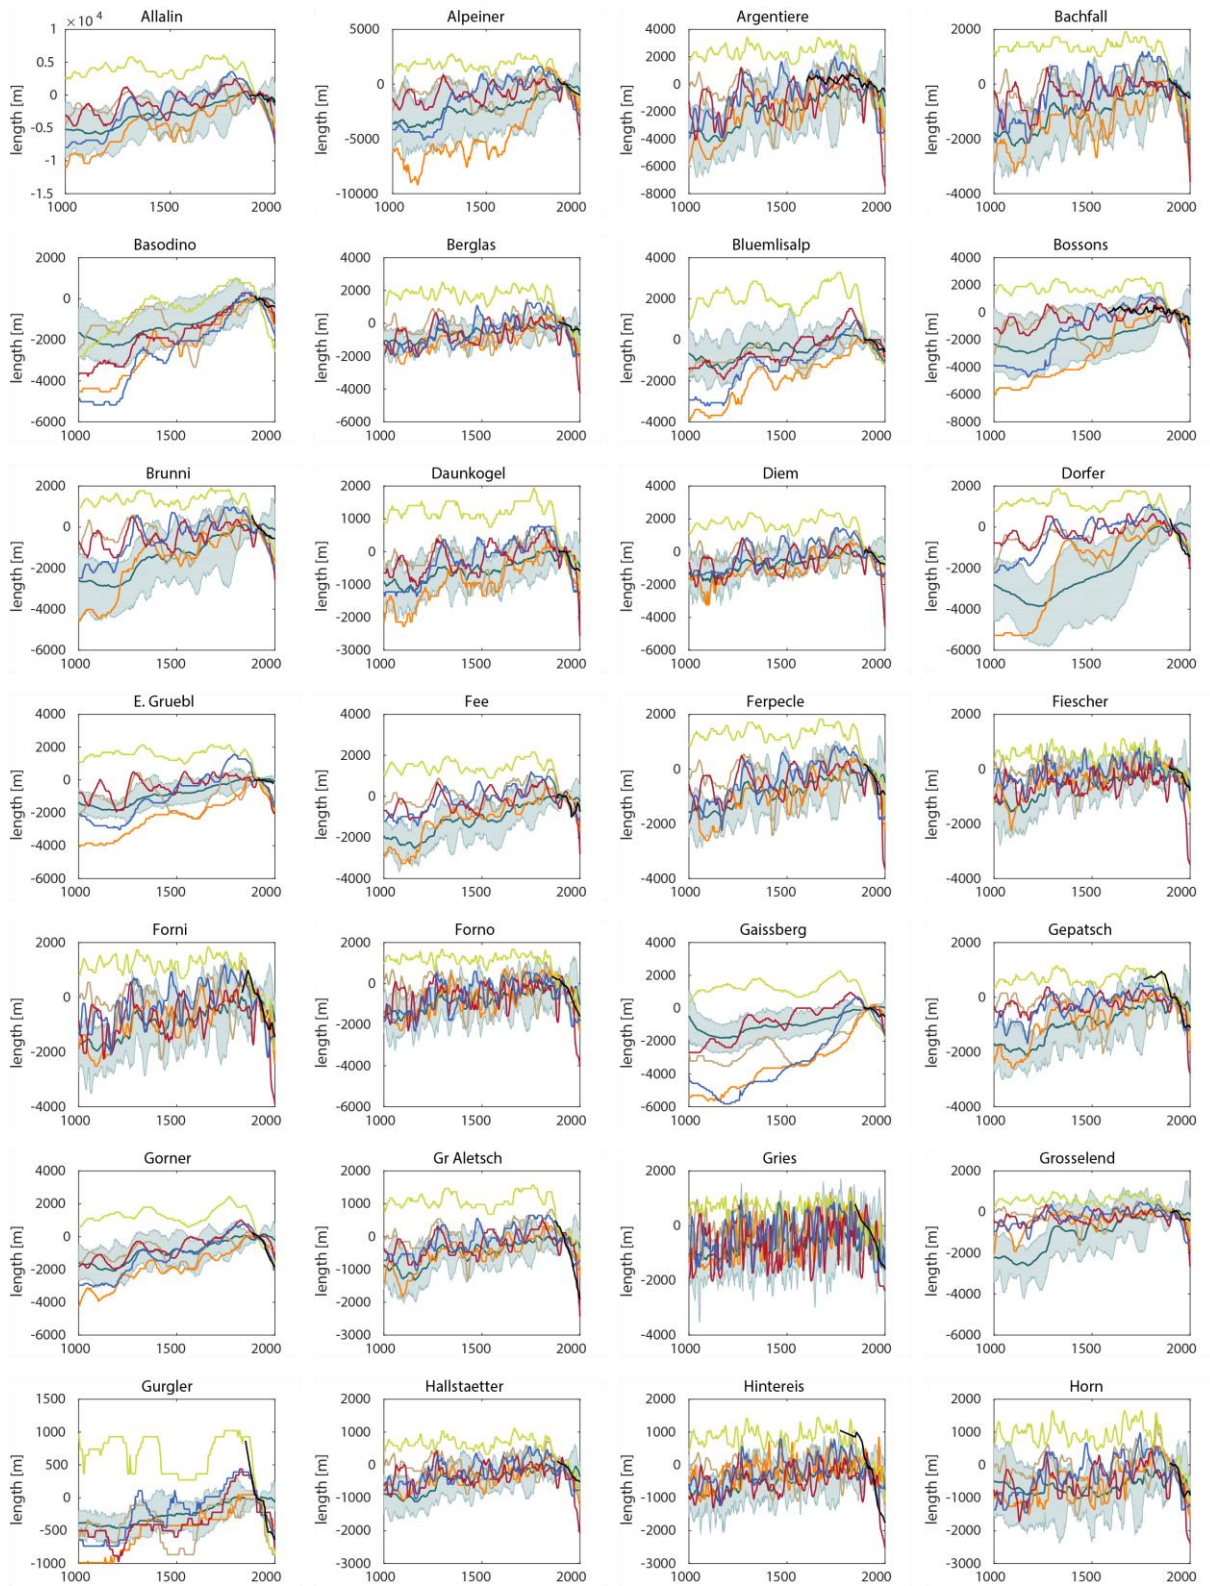 Allalin
1 ×10^4
0.5
0
-0.5
-1
-1.5
length [m]
1000 1500 2000
Alpeiner
5000
0
-5000
-10000
length [m]
1000 1500 2000
Argentiere
4000
2000
0
-2000
-4000
-6000
-8000
length [m]
1000 1500 2000
Bachfall
2000
0
-2000
-4000
length [m]
1000 1500 2000
Basodino
2000
0
-2000
-4000
-6000
length [m]
1000 1500 2000
Berglas
4000
2000
0
-2000
-4000
-6000
length [m]
1000 1500 2000
Bluemlisalp
4000
2000
0
-2000
-4000
length [m]
1000 1500 2000
Bossons
4000
2000
0
-2000
-4000
-6000
-8000
length [m]
1000 1500 2000
Brunni
2000
0
-2000
-4000
-6000
length [m]
1000 1500 2000
Daunkogel
2000
1000
0
-1000
-2000
-3000
length [m]
1000 1500 2000
Diem
4000
2000
0
-2000
-4000
-6000
length [m]
1000 1500 2000
Dorfer
2000
0
-2000
-4000
-6000
length [m]
1000 1500 2000
E. Gruebl
4000
2000
0
-2000
-4000
-6000
length [m]
1000 1500 2000
Fee
4000
2000
0
-2000
-4000
length [m]
1000 1500 2000
Ferpecle
2000
0
-2000
-4000
length [m]
1000 1500 2000
Fiescher
2000
0
-2000
-4000
length [m]
1000 1500 2000
Forni
2000
0
-2000
-4000
length [m]
1000 1500 2000
Forno
2000
0
-2000
-4000
-6000
length [m]
1000 1500 2000
Gaissberg
4000
2000
0
-2000
-4000
-6000
length [m]
1000 1500 2000
Gepatsch
2000
0
-2000
-4000
length [m]
1000 1500 2000
Gorner
4000
2000
0
-2000
-4000
-6000
length [m]
1000 1500 2000
Gr Aletsch
2000
1000
0
-1000
-2000
-3000
length [m]
1000 1500 2000
Gries
2000
0
-2000
-4000
length [m]
1000 1500 2000
Grosselend
2000
0
-2000
-4000
-6000
length [m]
1000 1500 2000
Gurgler
1500
1000
500
0
-500
-1000
length [m]
1000 1500 2000
Hallstaetter
2000
1000
0
-1000
-2000
-3000
length [m]
1000 1500 2000
Hintereis
2000
1000
0
-1000
-2000
-3000
length [m]
1000 1500 2000
Horn
2000
1000
0
-1000
-2000
-3000
length [m]
1000 1500 2000